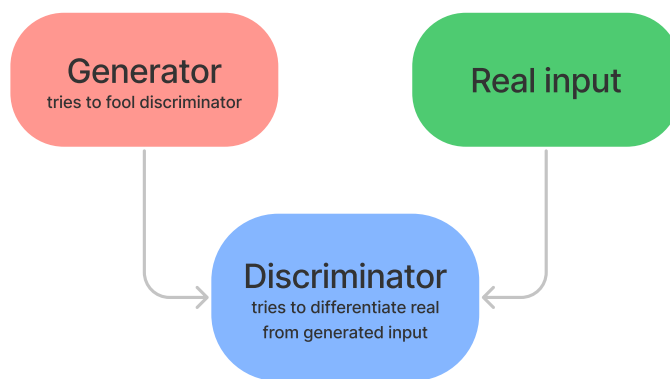 Generator
tries to fool discriminator
Real input
Discriminator
tries to differentiate real
from generated input